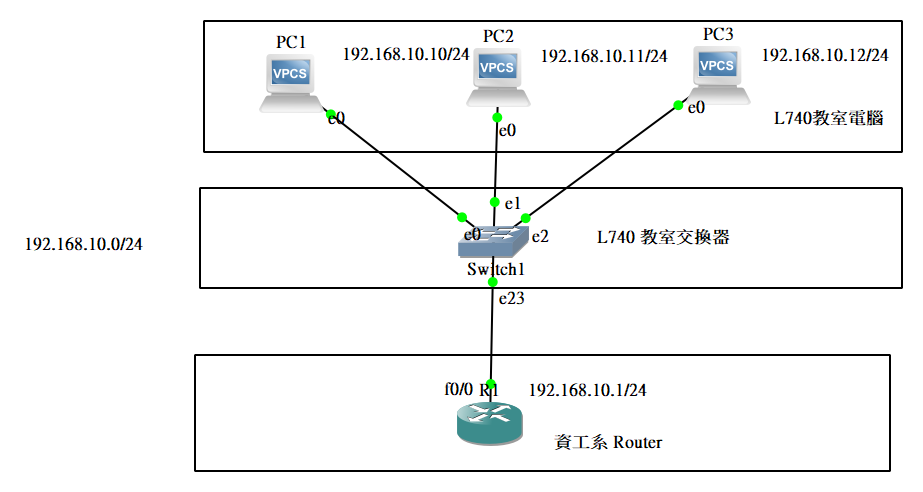 PC1
PC2
PC3
192.168.10.10/24
192.168.10.11/24
192.168.10.12/24
VPCS
VPCS
VPCS
e0
e0
e0
L740教室電腦
e1
e0
e2
L740 教室交換器
192.168.10.0/24
Switch1
e23
f0/0
R1
192.168.10.1/24
資工系 Router